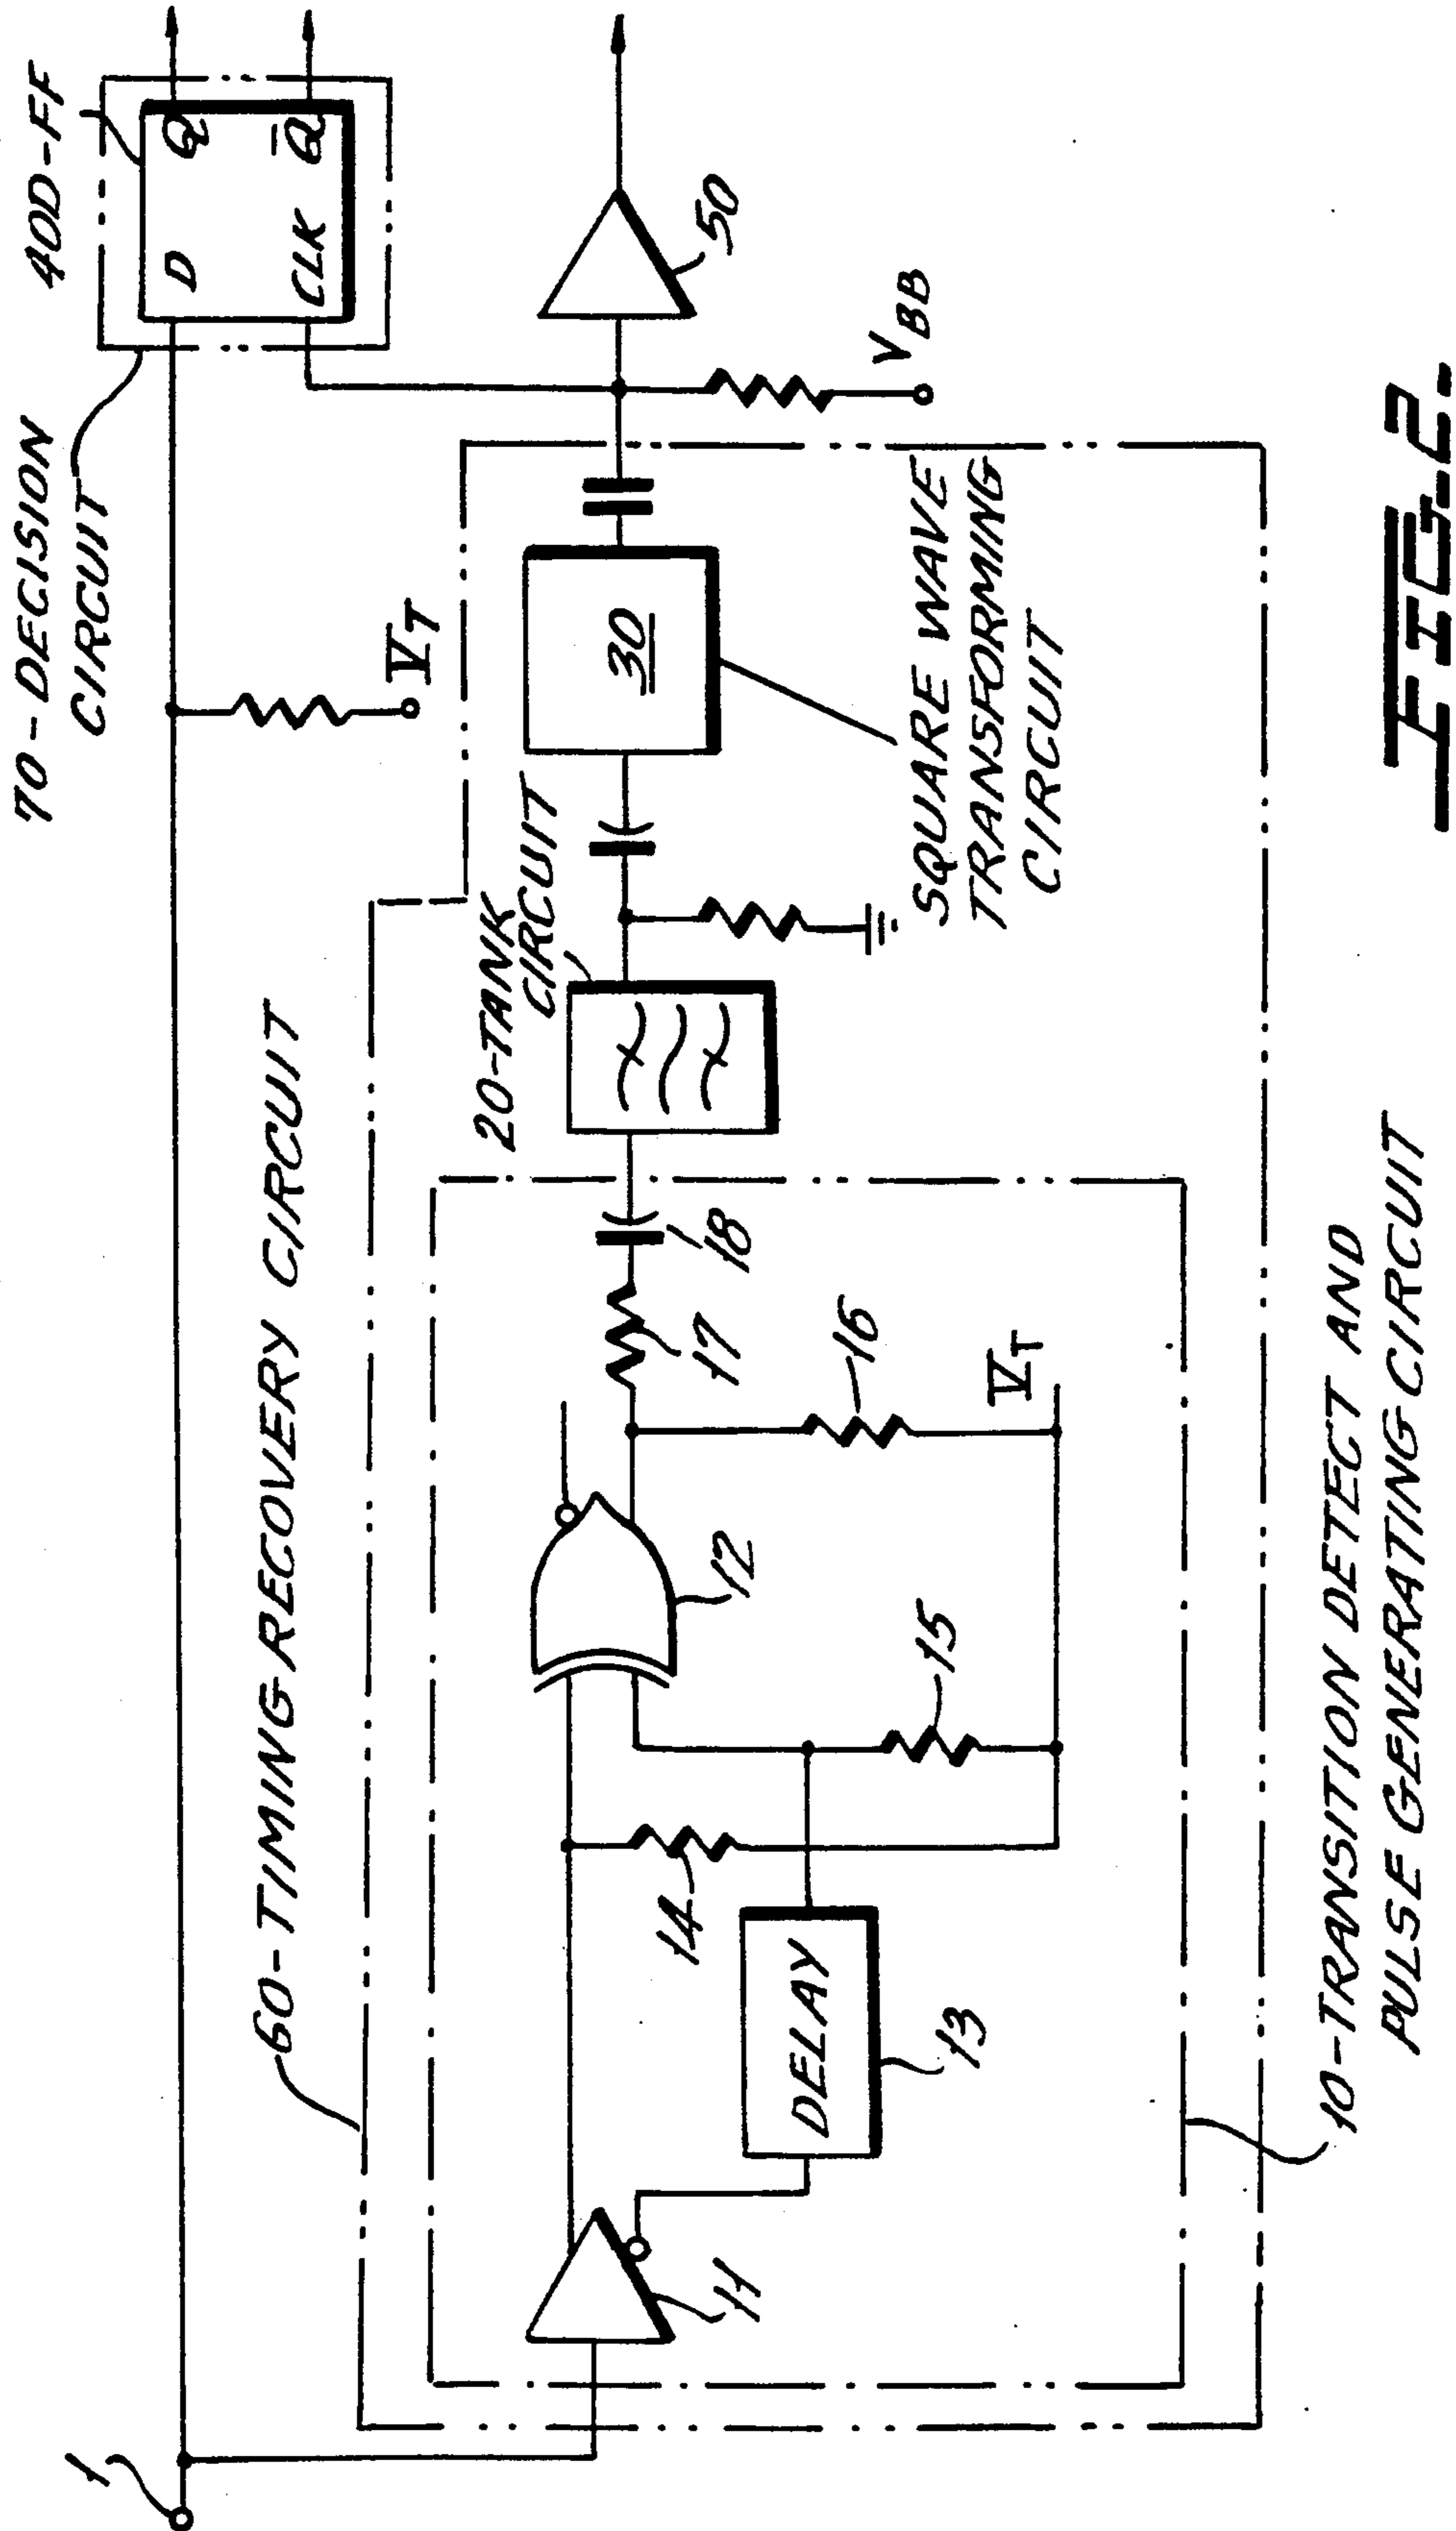 1
70-DECISION
CIRCUIT
40D-FF
D
Q
CLK
Q̅
V_T
60-TIMING RECOVERY CIRCUIT
20-TANK
CIRCUIT
30
SQUARE WAVE
TRANSFORMING
CIRCUIT
50
V_BB
11
12
DELAY
13
14
15
16
17
18
V_T
10-TRANSITION DETECT AND
PULSE GENERATING CIRCUIT
FIG. 2.